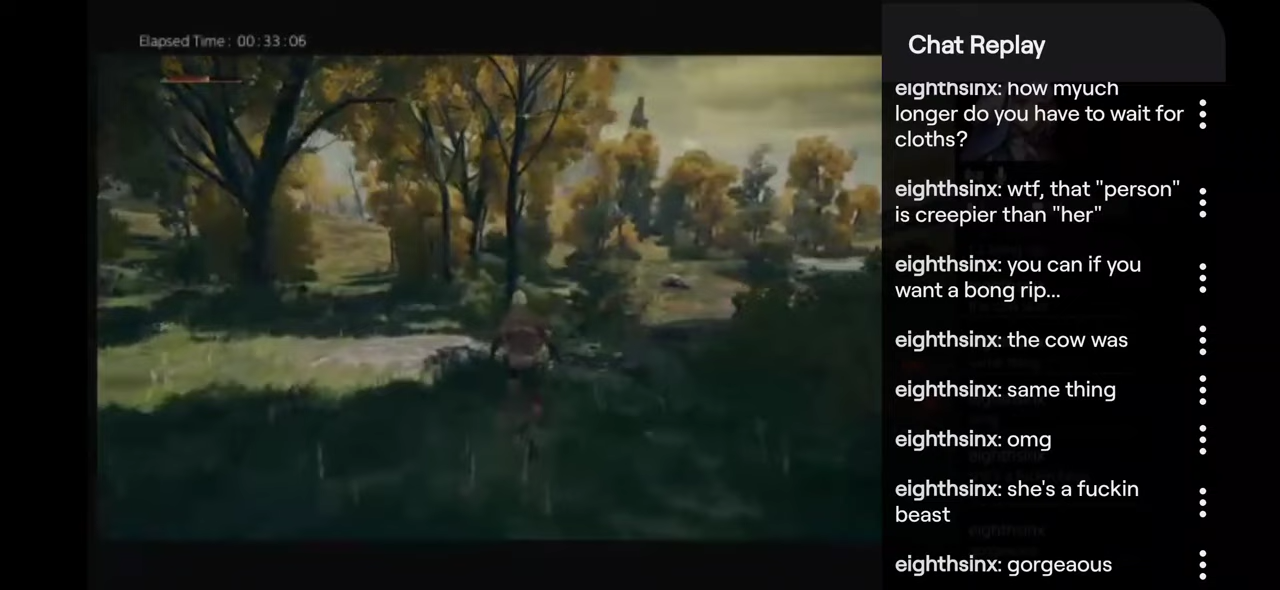 Elapsed Time: 00:33:06
Chat Replay
eighthsinx: how myuch
longer do you have to wait for
cloths?
eighthsinx: wtf, that "person"
is creepier than "her"
eighthsinx: you can if you
want a bong rip...
eighthsinx: the cow was
eighthsinx: same thing
eighthsinx: omg
eighthsinx: she's a fuckin
beast
eighthsinx: gorgeaous